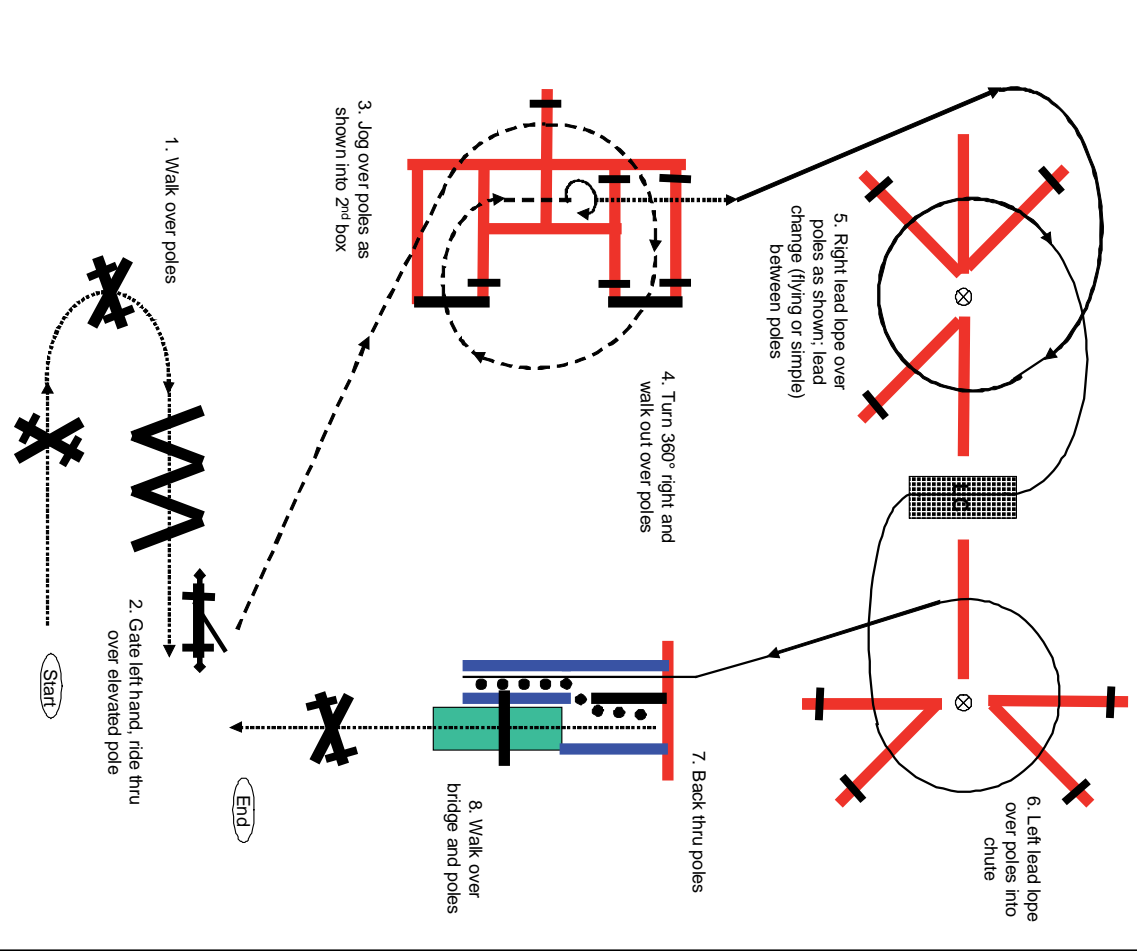 1. Walk over poles
2. Gate left hand, ride thru
over elevated pole
3. Jog over poles as
shown into 2nd box
4. Turn 360° right and
walk out over poles
5. Right lead lope over
poles as shown; lead
change (flying or simple)
between poles
6. Left lead lope
over poles into
chute
7. Back thru poles
8. Walk over
bridge and poles
Start
End